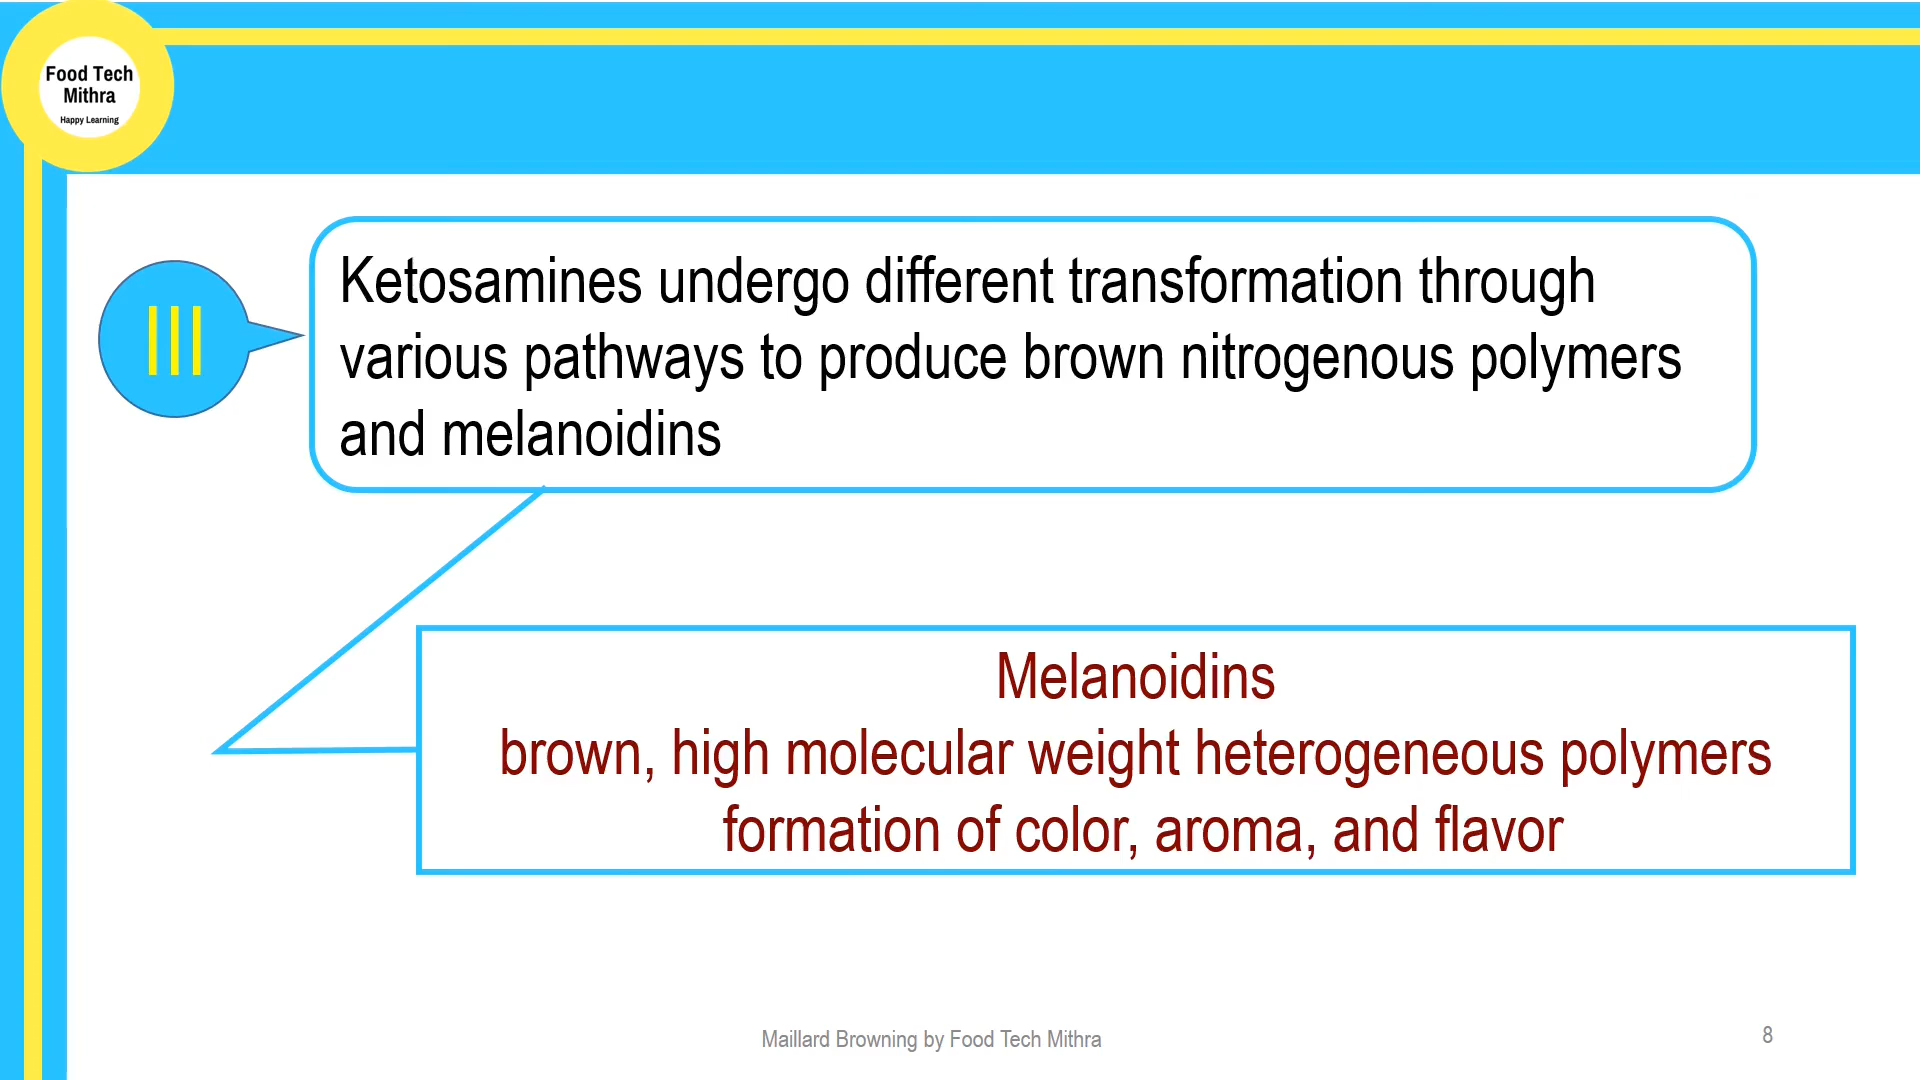 Food Tech
Mithra
Happy Learning
III
Ketosamines undergo different transformation through
various pathways to produce brown nitrogenous polymers
and melanoidins
Melanoidins
brown, high molecular weight heterogeneous polymers
formation of color, aroma, and flavor
Maillard Browning by Food Tech Mithra
8